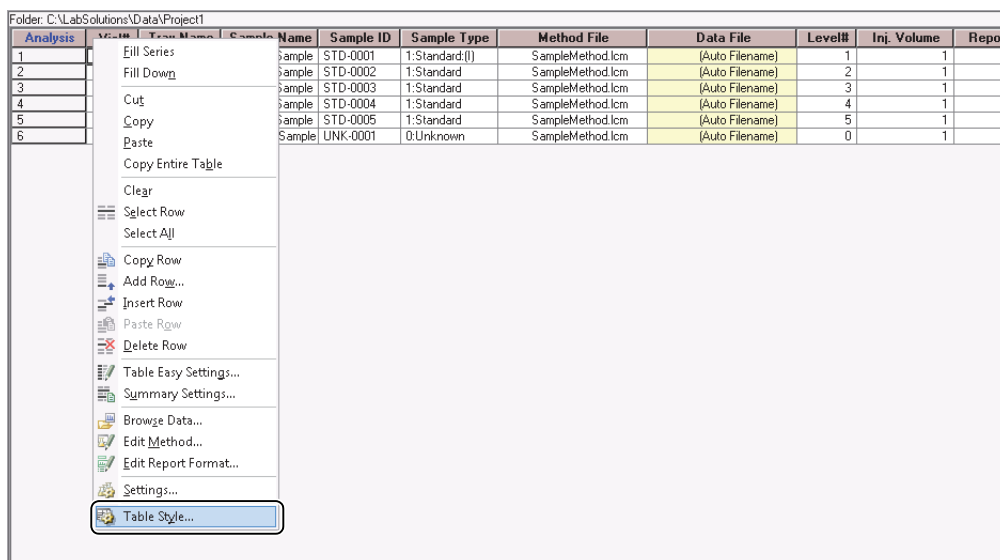 Folder: C:\LabSolutions\Data\Project1
Analysis Vial# Tray Name Sample Name Sample ID Sample Type Method File Data File Level# Inj. Volume Repo
1 Sample STD-0001 1:Standard:(I) SampleMethod.lcm (Auto Filename) 1 1
2 Sample STD-0002 1:Standard SampleMethod.lcm (Auto Filename) 2 1
3 Sample STD-0003 1:Standard SampleMethod.lcm (Auto Filename) 3 1
4 Sample STD-0004 1:Standard SampleMethod.lcm (Auto Filename) 4 1
5 Sample STD-0005 1:Standard SampleMethod.lcm (Auto Filename) 5 1
6 Sample UNK-0001 0:Unknown SampleMethod.lcm (Auto Filename) 0 1
Fill Series
Fill Down
Cut
Copy
Paste
Copy Entire Table
Clear
Select Row
Select All
Copy Row
Add Row...
Insert Row
Paste Row
Delete Row
Table Easy Settings...
Summary Settings...
Browse Data...
Edit Method...
Edit Report Format...
Settings...
Table Style...